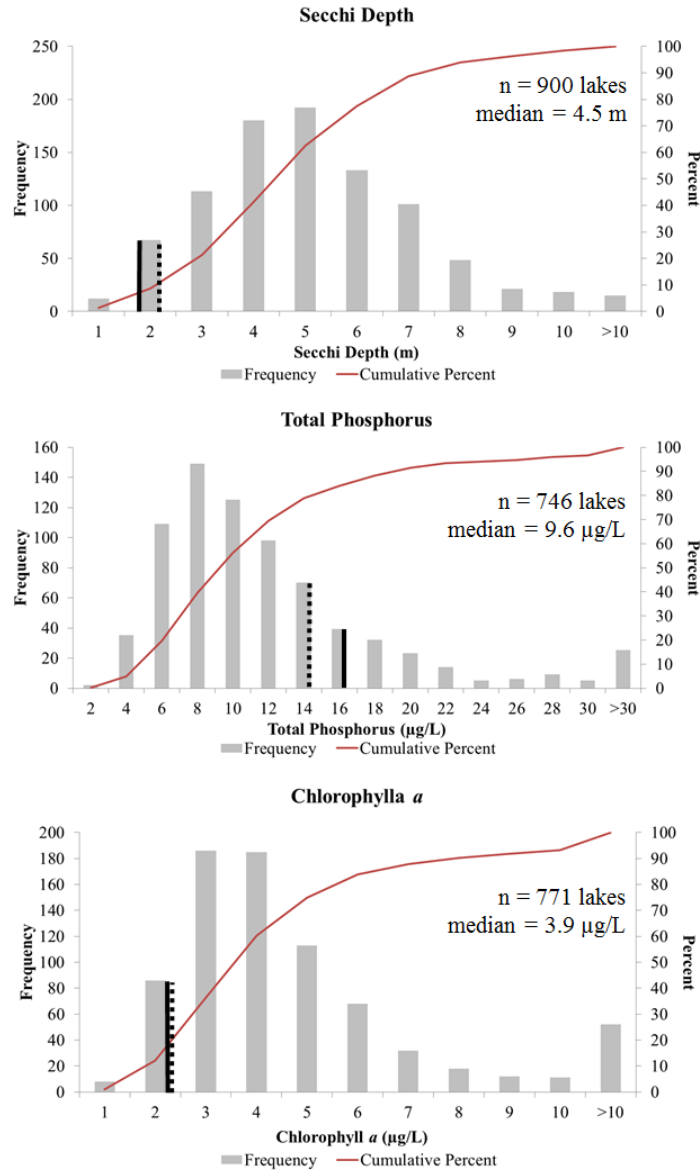 Secchi Depth
250
200
150
100
50
0
Frequency
100
90
80
70
60
50
40
30
20
10
0
Percent
n = 900 lakes
median = 4.5 m
1 2 3 4 5 6 7 8 9 10 >10
Secchi Depth (m)
Frequency Cumulative Percent
Total Phosphorus
160
140
120
100
80
60
40
20
0
Frequency
100
90
80
70
60
50
40
30
20
10
0
Percent
n = 746 lakes
median = 9.6 µg/L
2 4 6 8 10 12 14 16 18 20 22 24 26 28 30 >30
Total Phosphorus (µg/L)
Frequency Cumulative Percent
Chlorophylla a
200
180
160
140
120
100
80
60
40
20
0
Frequency
100
90
80
70
60
50
40
30
20
10
0
Percent
n = 771 lakes
median = 3.9 µg/L
1 2 3 4 5 6 7 8 9 10 >10
Chlorophyll a (µg/L)
Frequency Cumulative Percent